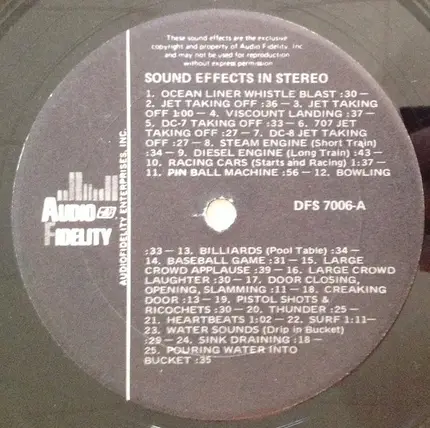 These sound effects are the exclusive
copyright and property of Audio Fidelity, Inc
and may not be used for reproduction
without express permission
SOUND EFFECTS IN STEREO
1. OCEAN LINER WHISTLE BLAST :30 —
2. JET TAKING OFF :36 — 3. JET TAKING
OFF 1:00 — 4. VISCOUNT LANDING :37 —
5. DC-7 TAKING OFF :33 — 6. 707 JET
TAKING OFF :27 — 7. DC-8 JET TAKING
OFF :27 — 8. STEAM ENGINE (Short Train)
:34 — 9. DIESEL ENGINE (Long Train) :43 —
10. RACING CARS (Starts and Racing) 1:37 —
11. PIN BALL MACHINE :56 — 12. BOWLING
AUDIO
FIDELITY
AUDIOFIDELITY ENTERPRISES, INC.
DFS 7006-A
:33 — 13. BILLIARDS (Pool Table) :34 —
14. BASEBALL GAME :31 — 15. LARGE
CROWD APPLAUSE :39 — 16. LARGE CROWD
LAUGHTER :30 — 17. DOOR CLOSING,
OPENING, SLAMMING :11 — 18. CREAKING
DOOR :13 — 19. PISTOL SHOTS &
RICOCHETS :30 — 20. THUNDER :25 —
21. HEARTBEATS 1:02 — 22. SURF 1:11 —
23. WATER SOUNDS (Drip in Bucket)
:29 — 24. SINK DRAINING :18 —
25. POURING WATER INTO
BUCKET :35